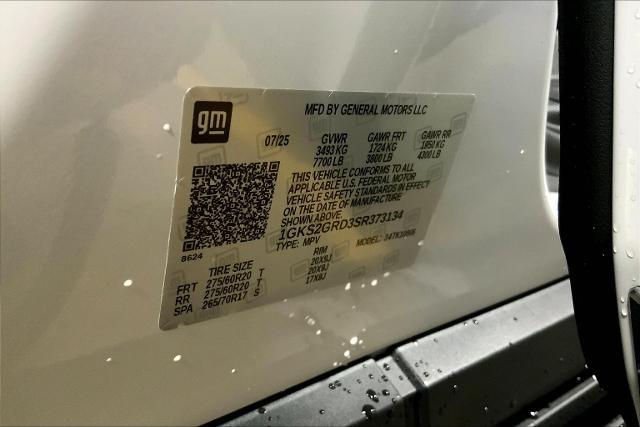 gm
MFD BY GENERAL MOTORS LLC
07/25 GVWR GAWR FRT GAWR RR
3493 KG 1724 KG 1950 KG
7700 LB 3800 LB 4300 LB
THIS VEHICLE CONFORMS TO ALL
APPLICABLE U.S. FEDERAL MOTOR
VEHICLE SAFETY STANDARDS IN EFFECT
ON THE DATE OF MANUFACTURE
SHOWN ABOVE.
1GKS2GRD3SR373134
TYPE: MPV MODEL:
8624
TIRE SIZE RIM
FRT 275/60R20 T 20X9J
RR 275/60R20 T 20X9J
SPA 265/70R17 S 17X8J